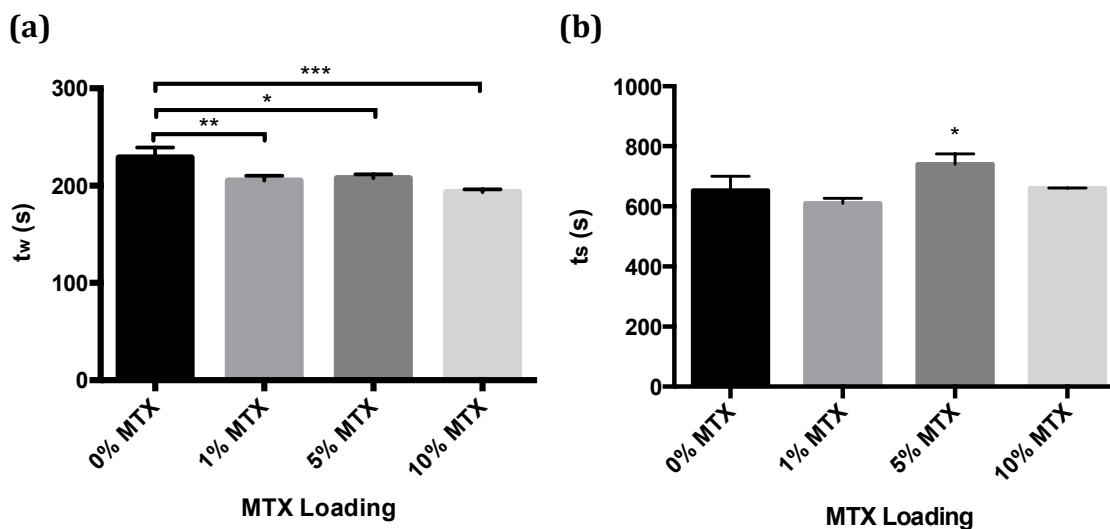 (a)
***
*
**
300
200
100
0
tw (s)
0% MTX
1% MTX
5% MTX
10% MTX
MTX Loading
(b)
*
1000
800
600
400
200
0
ts (s)
0% MTX
1% MTX
5% MTX
10% MTX
MTX Loading